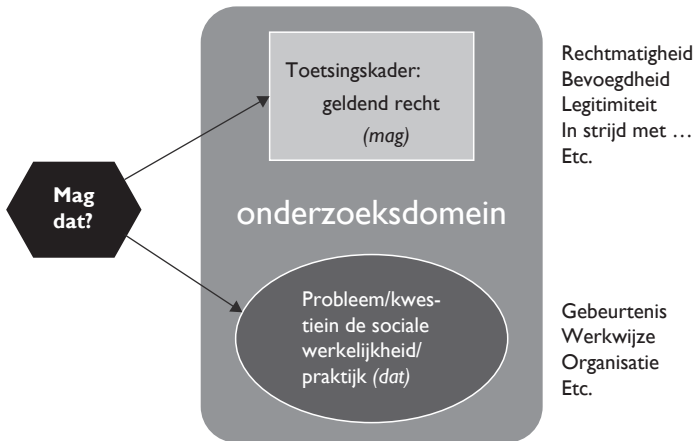 Mag
dat?
Toetsingskader:
geldend recht
(mag)
onderzoeksdomein
Probleem/kwes-
tiein de sociale
werkelijkheid/
praktijk (dat)
Rechtmatigheid
Bevoegdheid
Legitimiteit
In strijd met …
Etc.
Gebeurtenis
Werkwijze
Organisatie
Etc.